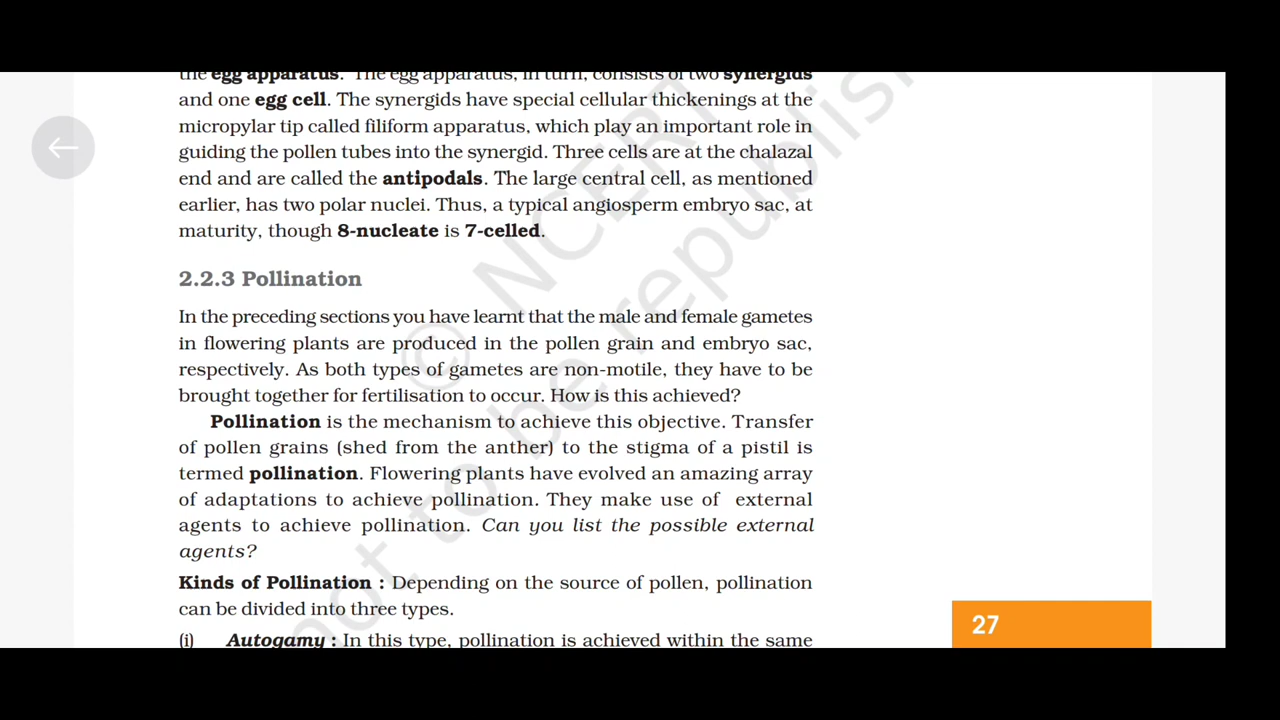 the egg apparatus. The egg apparatus, in turn, consists of two synergids
and one egg cell. The synergids have special cellular thickenings at the
micropylar tip called filiform apparatus, which play an important role in
guiding the pollen tubes into the synergid. Three cells are at the chalazal
end and are called the antipodals. The large central cell, as mentioned
earlier, has two polar nuclei. Thus, a typical angiosperm embryo sac, at
maturity, though 8-nucleate is 7-celled.
2.2.3 Pollination
In the preceding sections you have learnt that the male and female gametes
in flowering plants are produced in the pollen grain and embryo sac,
respectively. As both types of gametes are non-motile, they have to be
brought together for fertilisation to occur. How is this achieved?
Pollination is the mechanism to achieve this objective. Transfer
of pollen grains (shed from the anther) to the stigma of a pistil is
termed pollination. Flowering plants have evolved an amazing array
of adaptations to achieve pollination. They make use of external
agents to achieve pollination. Can you list the possible external
agents?
Kinds of Pollination : Depending on the source of pollen, pollination
can be divided into three types.
(i) Autogamy : In this type, pollination is achieved within the same
27
© NCERT
not to be republis